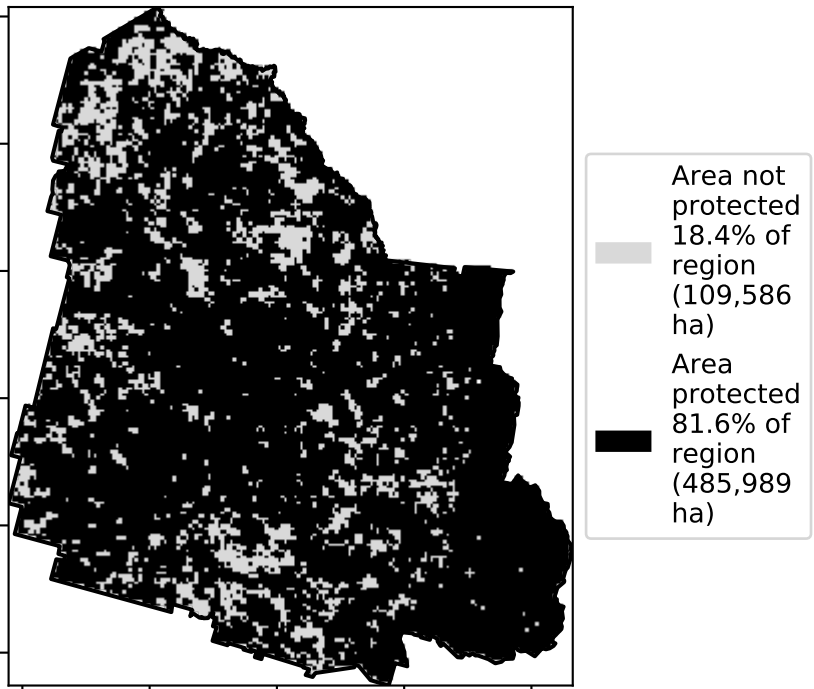 Area not
protected
18.4% of
region
(109,586
ha)
Area
protected
81.6% of
region
(485,989
ha)